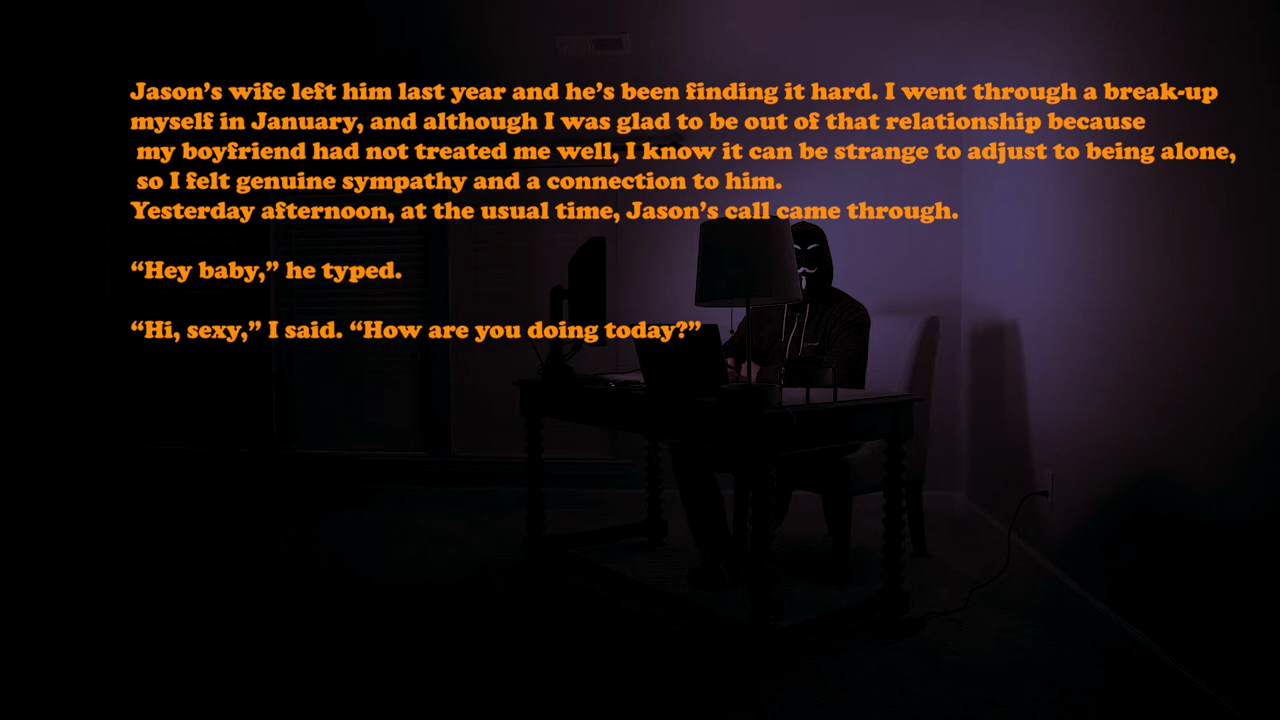 Jason’s wife left him last year and he’s been finding it hard. I went through a break-up
myself in January, and although I was glad to be out of that relationship because
my boyfriend had not treated me well, I know it can be strange to adjust to being alone,
so I felt genuine sympathy and a connection to him.
Yesterday afternoon, at the usual time, Jason’s call came through.
“Hey baby,” he typed.
“Hi, sexy,” I said. “How are you doing today?”